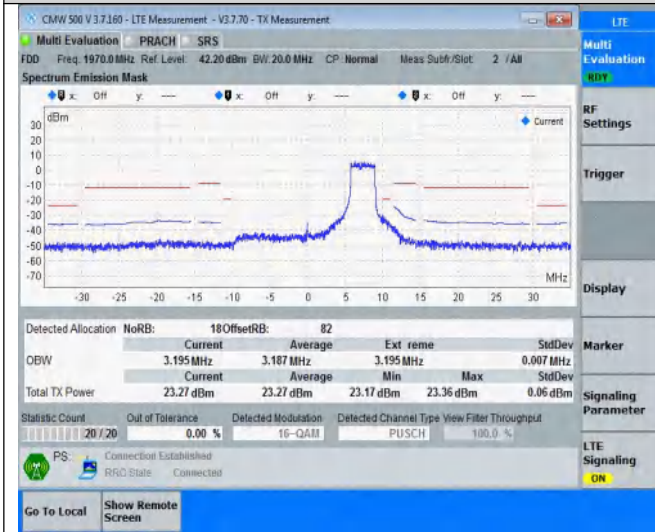 CMW 500 V 3.7.160 - LTE Measurement - V3.7.70 - TX Measurement
LTE
Multi Evaluation PRACH SRS
FDD Freq: 1970.0 MHz Ref. Level: 42.20 dBm BW: 20.0 MHz CP: Normal Meas Subfr./Slot: 2 / All
Spectrum Emission Mask
x: Off y: --- x: Off y: --- x: Off y: ---
dBm
Current
30
20
10
0
-10
-20
-30
-40
-50
-60
-70
MHz
-30 -25 -20 -15 -10 -5 0 5 10 15 20 25 30
Detected Allocation NoRB: 18OffsetRB: 82
Current Average Ext reme StdDev
OBW 3.195 MHz 3.187 MHz 3.195 MHz 0.007 MHz
Current Average Min Max StdDev
Total TX Power 23.27 dBm 23.27 dBm 23.17 dBm 23.36 dBm 0.06 dBm
Statistic Count Out of Tolerance Detected Modulation Detected Channel Type View Filter Throughput
20 / 20 0.00 % 16-QAM PUSCH 100.0 %
PS: Connection Established
RRC State Connected
Multi
Evaluation
RDY
RF
Settings
Trigger
Display
Marker
Signaling
Parameter
LTE
Signaling
ON
Go To Local
Show Remote
Screen